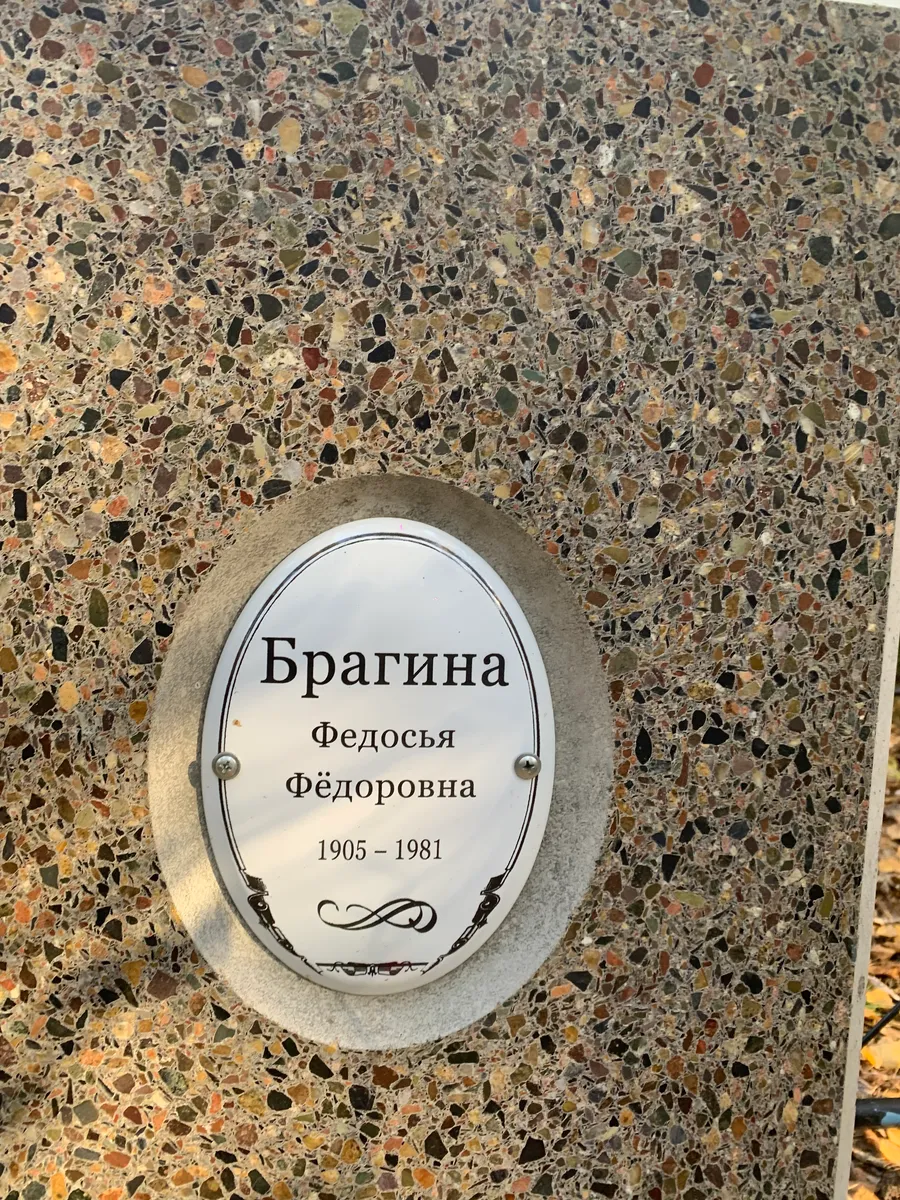 Брагина
Федосья
Фёдоровна
1905 – 1981